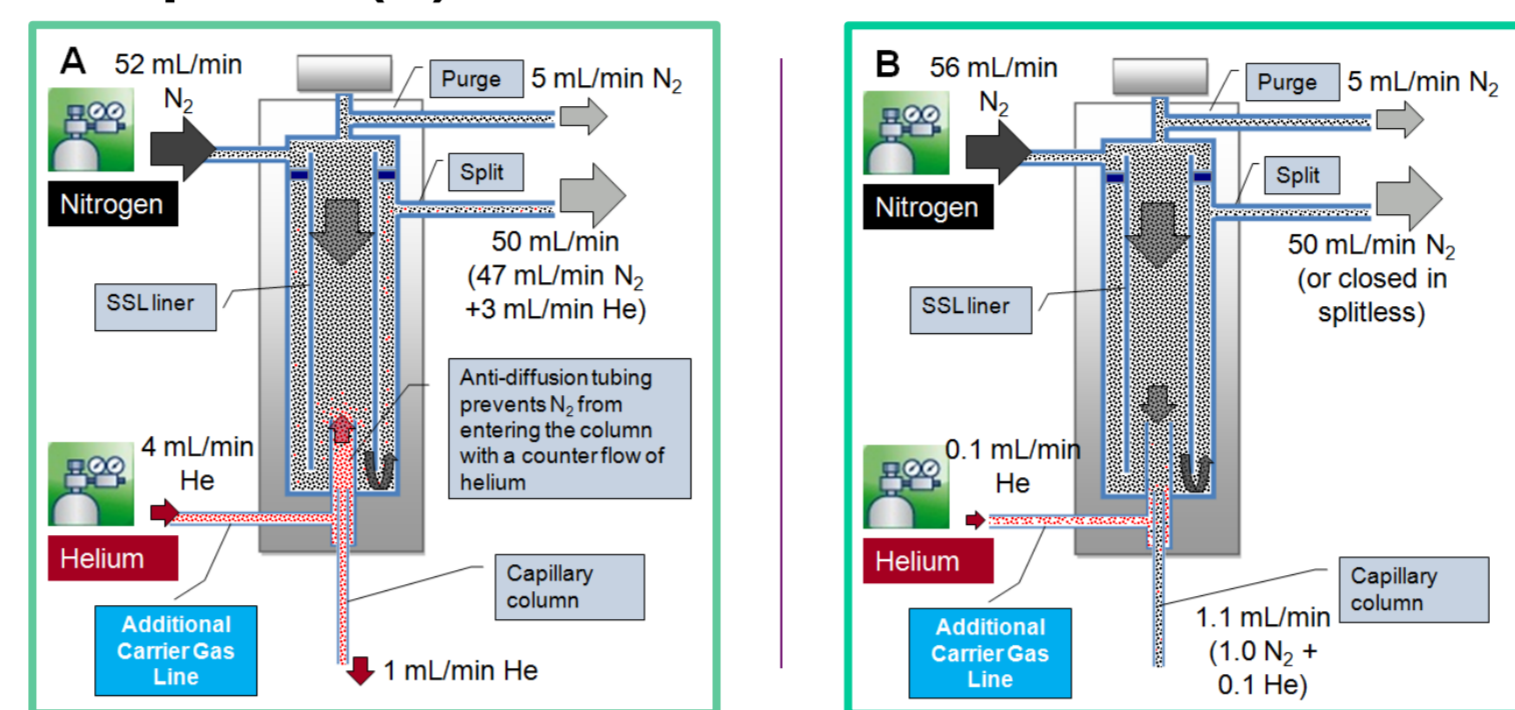 A
52 mL/min
N₂
Nitrogen
Purge
5 mL/min N₂
Split
50 mL/min
(47 mL/min N₂
+3 mL/min He)
SSL liner
Anti-diffusion tubing
prevents N₂ from
entering the column
with a counter flow of
helium
4 mL/min
He
Helium
Additional
Carrier Gas
Line
Capillary
column
1 mL/min He
B
56 mL/min
N₂
Nitrogen
Purge
5 mL/min N₂
Split
50 mL/min N₂
(or closed in
splitless)
SSL liner
0.1 mL/min
He
Helium
Additional
Carrier Gas
Line
Capillary
column
1.1 mL/min
(1.0 N₂ +
0.1 He)